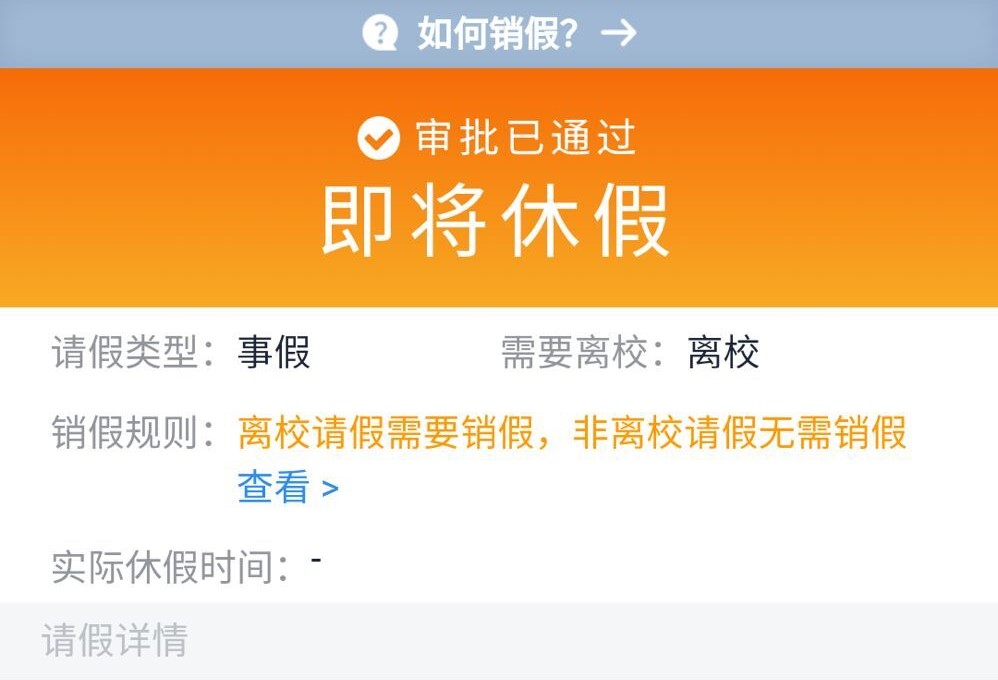 如何销假？
审批已通过
即将休假
请假类型：事假 需要离校：离校
销假规则：离校请假需要销假，非离校请假无需销假
查看 >
实际休假时间：-
请假详情